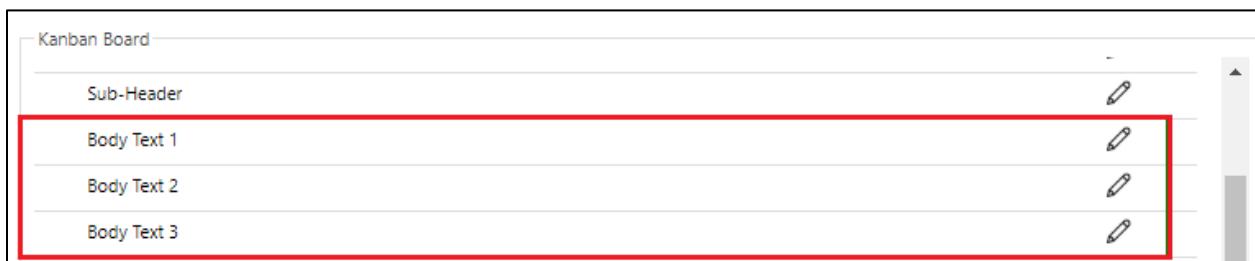 Kanban Board
Sub-Header
Body Text 1
Body Text 2
Body Text 3